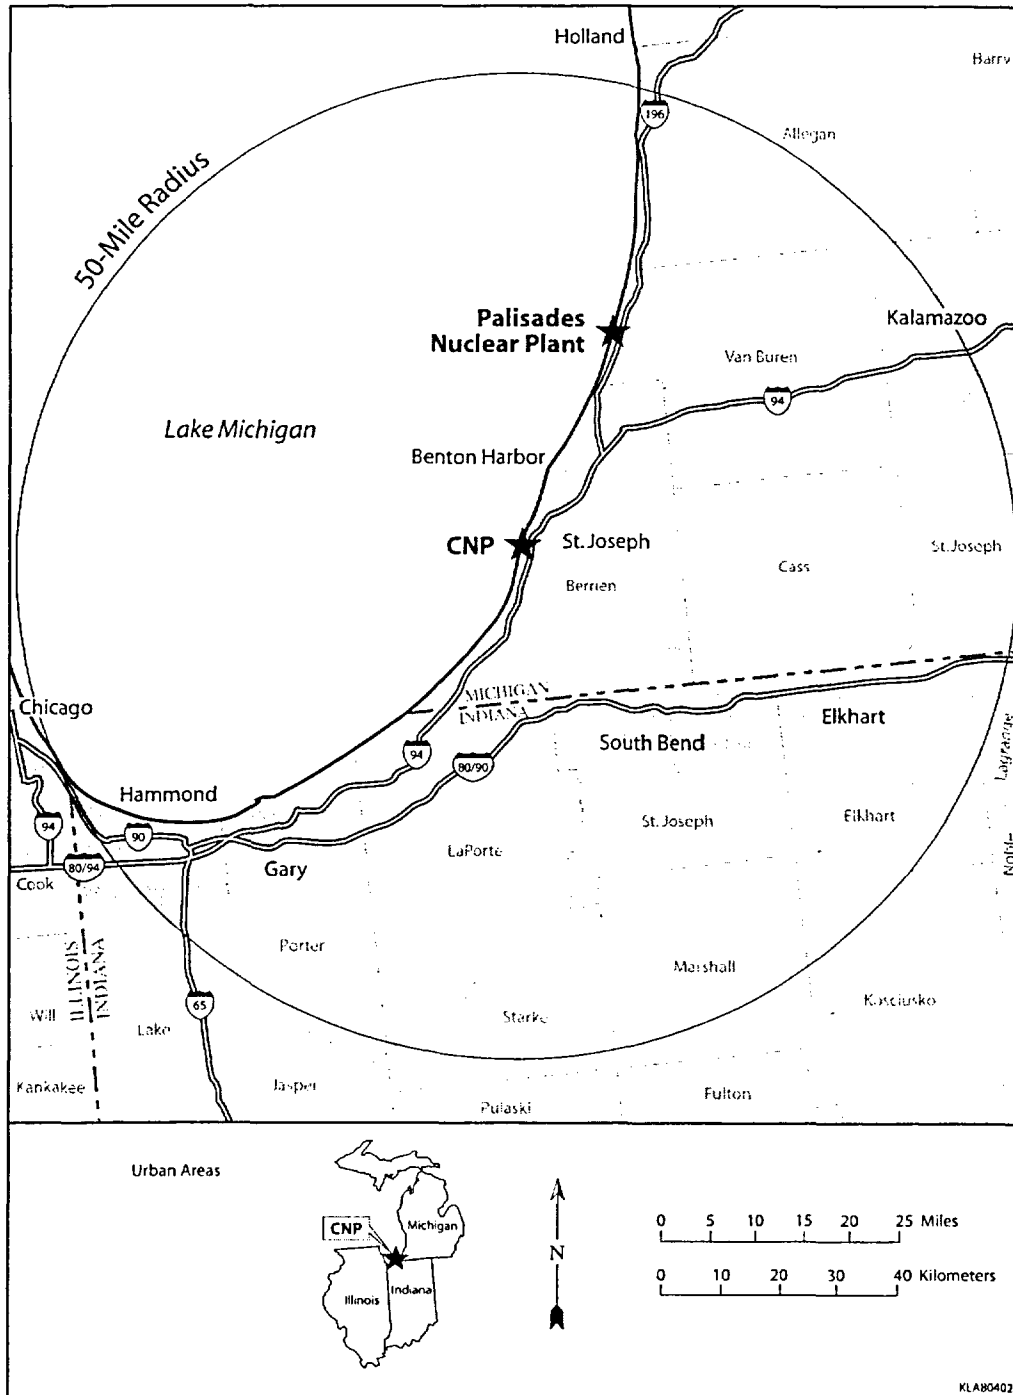 Holland
Barry
196
Allegan
50-Mile Radius
Palisades
Nuclear Plant
Kalamazoo
Van Buren
94
Lake Michigan
Benton Harbor
CNP
St. Joseph
St. Joseph
Berrien
Cass
MICHIGAN
INDIANA
Chicago
Elkhart
South Bend
94
80/90
Lagrange
Hammond
94
90
St. Joseph
Elkhart
LaPorte
80/94
Gary
Noble
Cook
Porter
ILLINOIS
INDIANA
Marshall
65
Kosciusko
Will
Lake
Starke
Kankakee
Jasper
Fulton
Pulaski
Urban Areas
CNP
Michigan
Illinois
Indiana
N
0 5 10 15 20 25 Miles
0 10 20 30 40 Kilometers
KLA80402